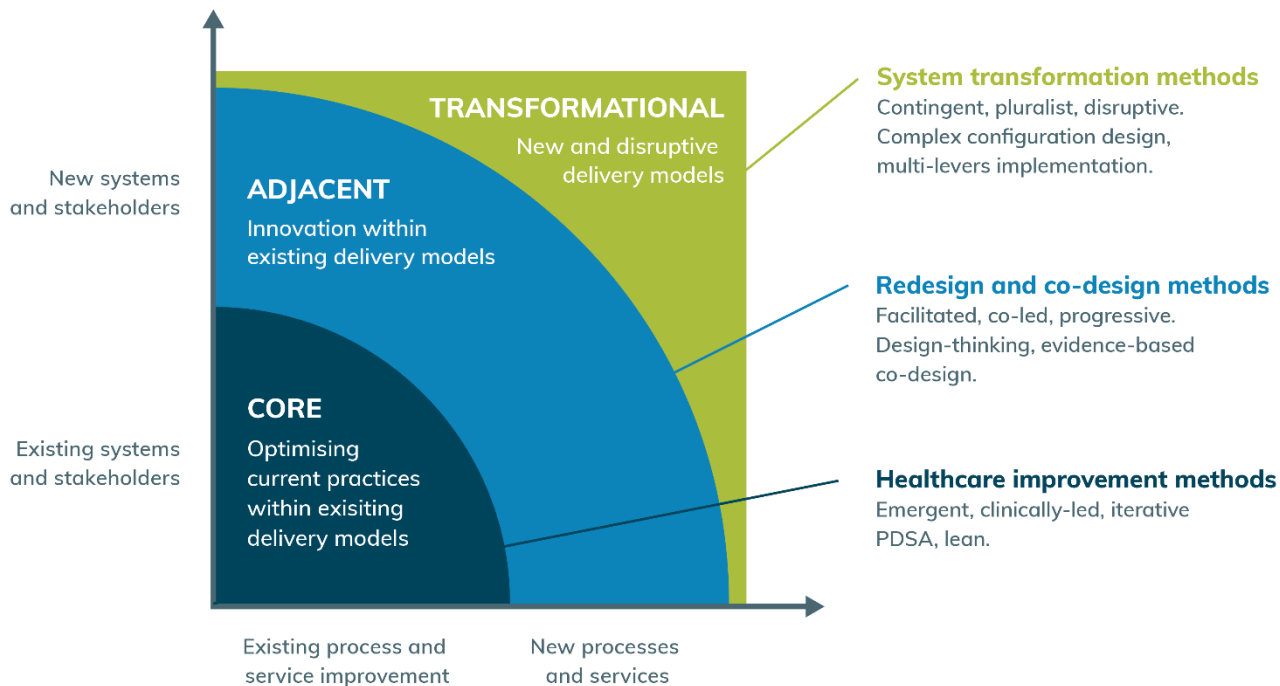 TRANSFORMATIONAL
New and disruptive
delivery models
ADJACENT
Innovation within
existing delivery models
CORE
Optimising
current practices
within exisiting
delivery models
New systems
and stakeholders
Existing systems
and stakeholders
Existing process and
service improvement
New processes
and services
System transformation methods
Contingent, pluralist, disruptive.
Complex configuration design,
multi-levers implementation.
Redesign and co-design methods
Facilitated, co-led, progressive.
Design-thinking, evidence-based
co-design.
Healthcare improvement methods
Emergent, clinically-led, iterative
PDSA, lean.